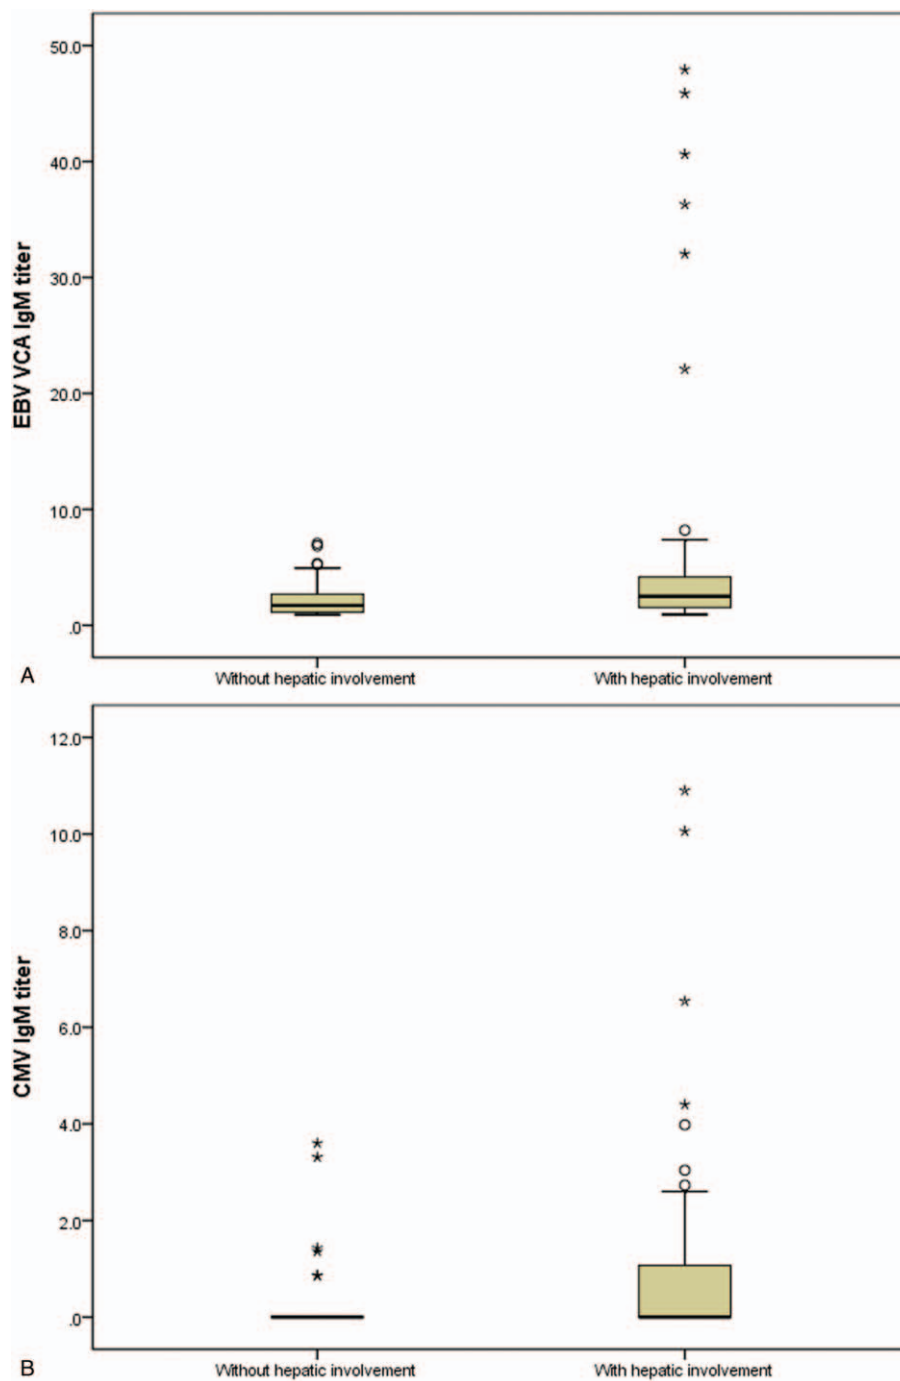 50.0
40.0
30.0
20.0
10.0
.0
EBV VCA IgM titer
Without hepatic involvement
With hepatic involvement
A
12.0
10.0
8.0
6.0
4.0
2.0
.0
CMV IgM titer
Without hepatic involvement
With hepatic involvement
B